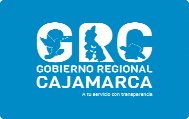 GRC
GOBIERNO REGIONAL
CAJAMARCA
A tu servicio con transparencia